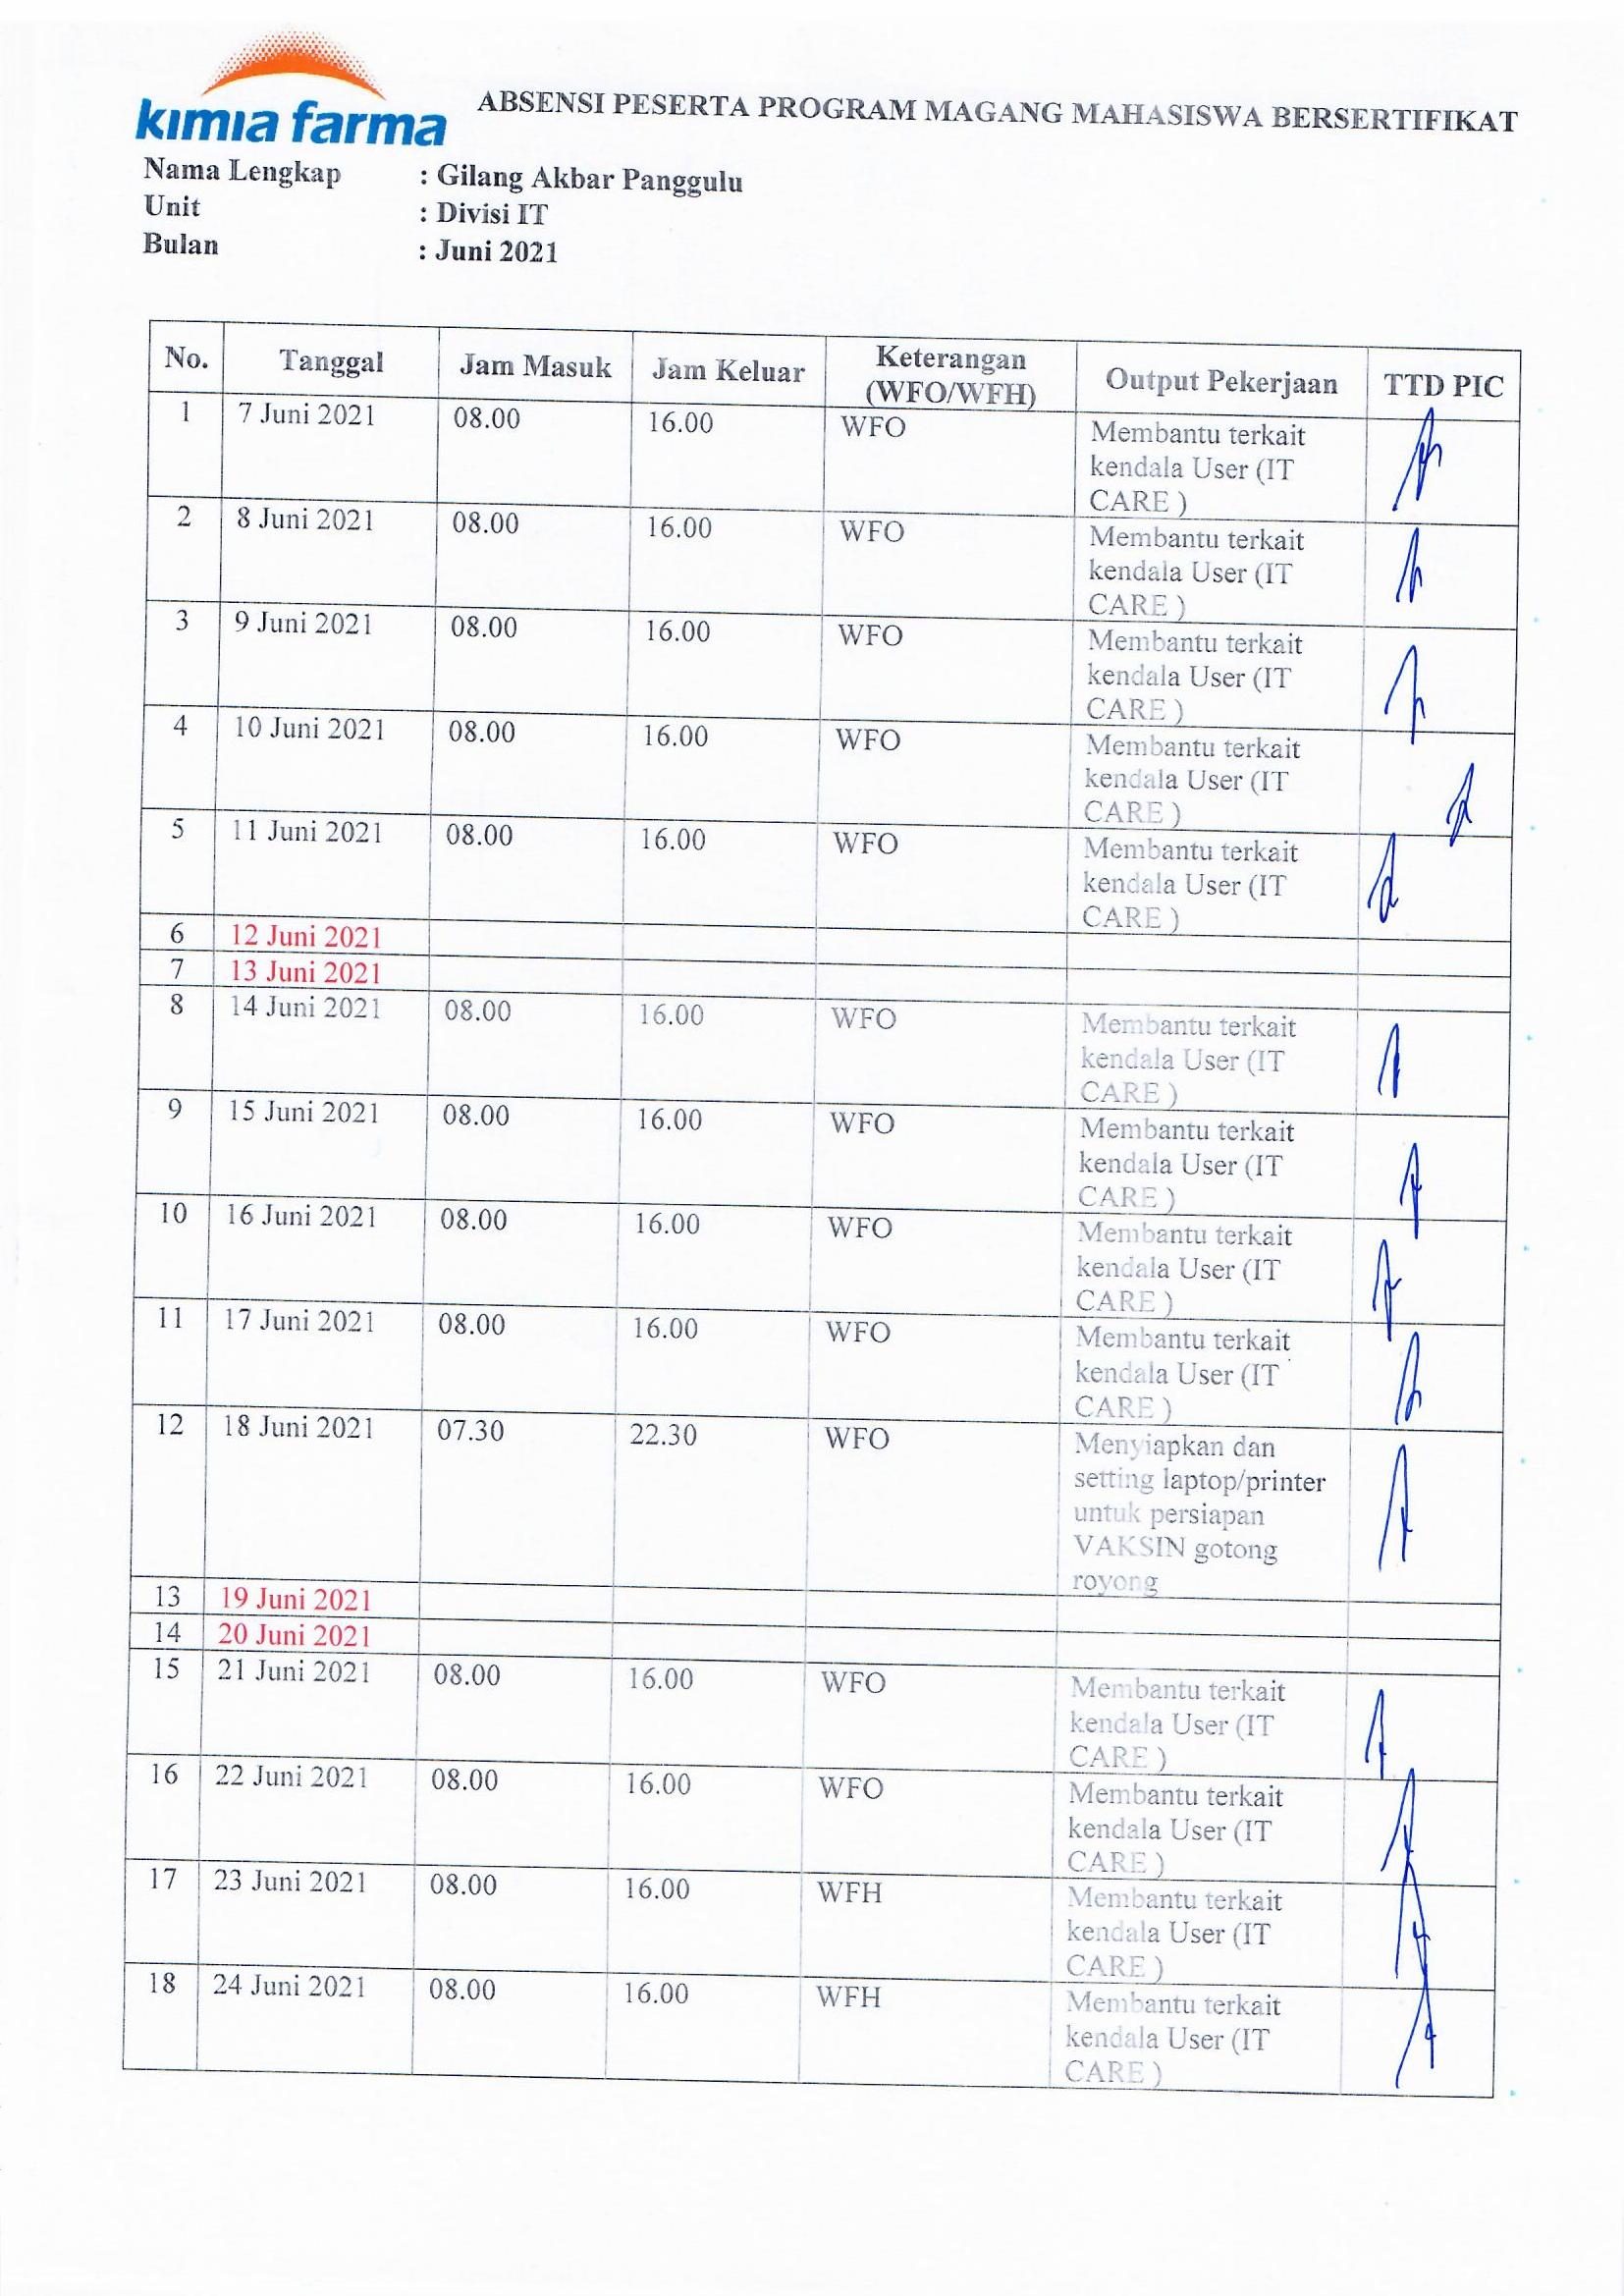 kimia farma
ABSENSI PESERTA PROGRAM MAGANG MAHASISWA BERSERTIFIKAT
Nama Lengkap : Gilang Akbar Panggulu
Unit : Divisi IT
Bulan : Juni 2021
No. Tanggal Jam Masuk Jam Keluar Keterangan (WFO/WFH) Output Pekerjaan TTD PIC
1 7 Juni 2021 08.00 16.00 WFO Membantu terkait
kendala User (IT
CARE )
2 8 Juni 2021 08.00 16.00 WFO Membantu terkait
kendala User (IT
CARE )
3 9 Juni 2021 08.00 16.00 WFO Membantu terkait
kendala User (IT
CARE )
4 10 Juni 2021 08.00 16.00 WFO Membantu terkait
kendala User (IT
CARE )
5 11 Juni 2021 08.00 16.00 WFO Membantu terkait
kendala User (IT
CARE )
6 12 Juni 2021
7 13 Juni 2021
8 14 Juni 2021 08.00 16.00 WFO Membantu terkait
kendala User (IT
CARE )
9 15 Juni 2021 08.00 16.00 WFO Membantu terkait
kendala User (IT
CARE )
10 16 Juni 2021 08.00 16.00 WFO Membantu terkait
kendala User (IT
CARE )
11 17 Juni 2021 08.00 16.00 WFO Membantu terkait
kendala User (IT
CARE )
12 18 Juni 2021 07.30 22.30 WFO Menyiapkan dan
setting laptop/printer
untuk persiapan
VAKSIN gotong
royong
13 19 Juni 2021
14 20 Juni 2021
15 21 Juni 2021 08.00 16.00 WFO Membantu terkait
kendala User (IT
CARE )
16 22 Juni 2021 08.00 16.00 WFO Membantu terkait
kendala User (IT
CARE )
17 23 Juni 2021 08.00 16.00 WFH Membantu terkait
kendala User (IT
CARE )
18 24 Juni 2021 08.00 16.00 WFH Membantu terkait
kendala User (IT
CARE )